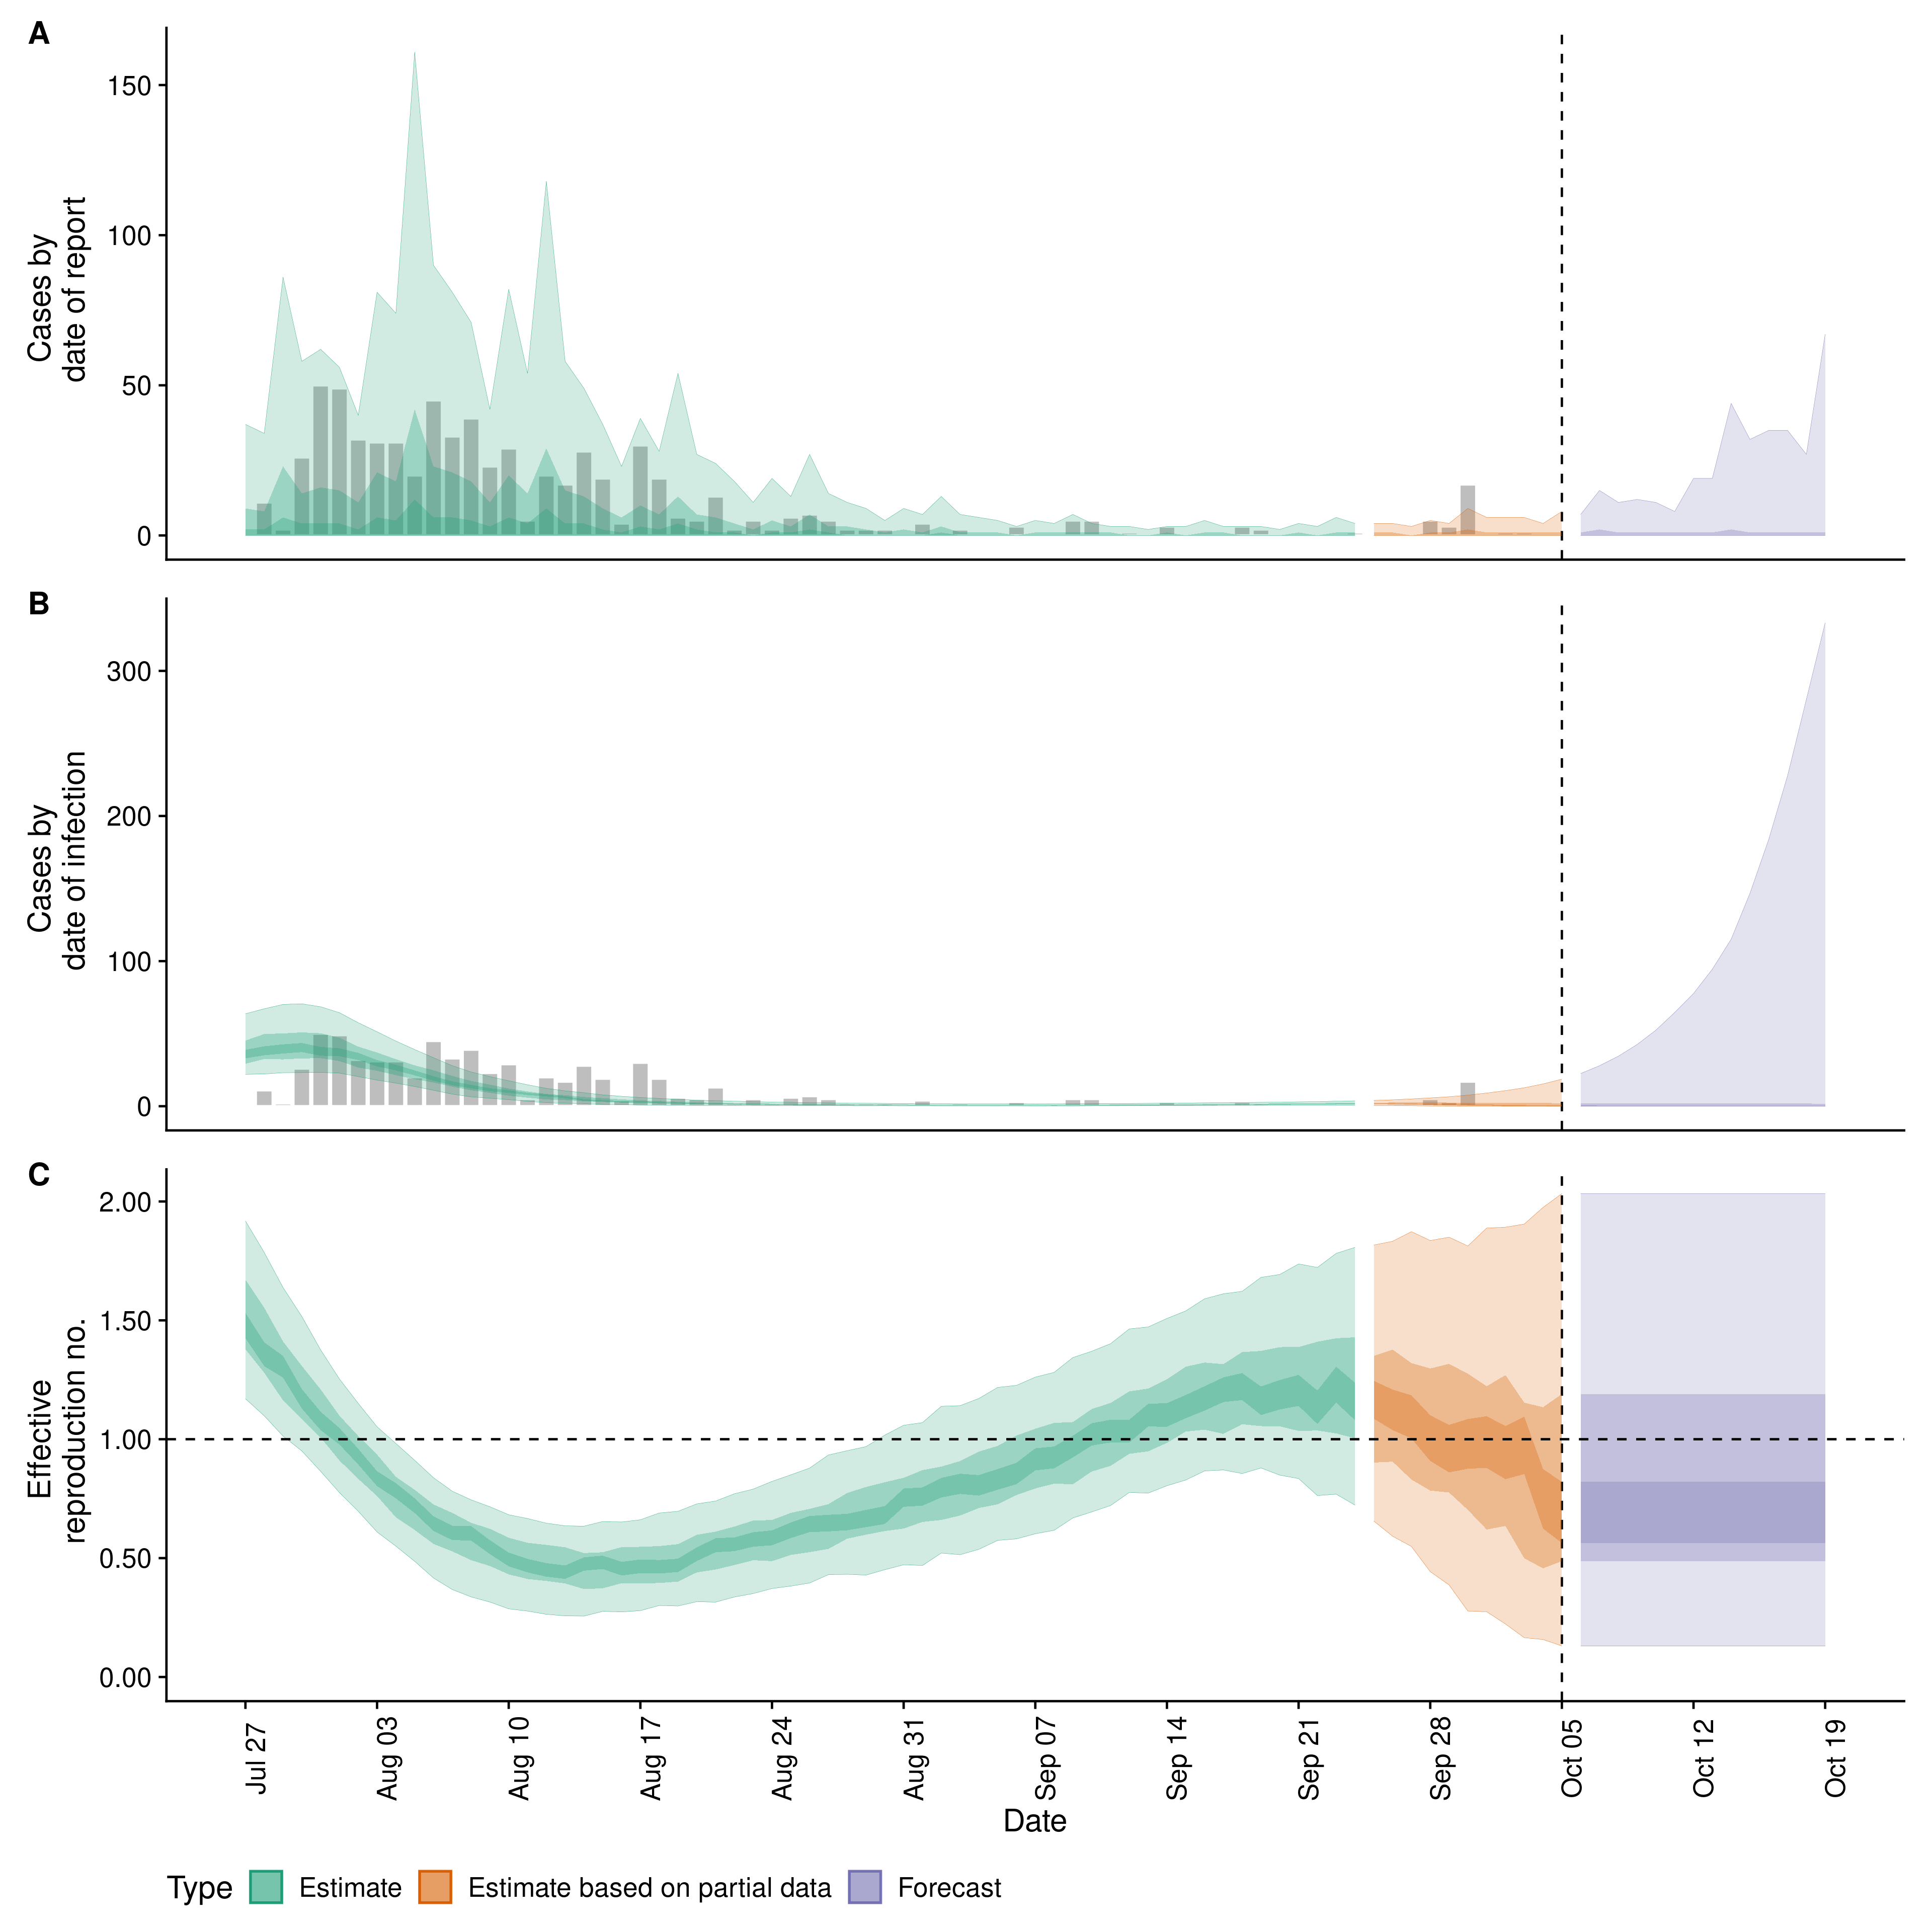 A
Cases by
date of report
150
100
50
0
B
Cases by
date of infection
300
200
100
0
C
Effective
reproduction no.
2.00
1.50
1.00
0.50
0.00
Jul 27
Aug 03
Aug 10
Aug 17
Aug 24
Aug 31
Sep 07
Sep 14
Sep 21
Sep 28
Oct 05
Oct 12
Oct 19
Date
Type Estimate Estimate based on partial data Forecast